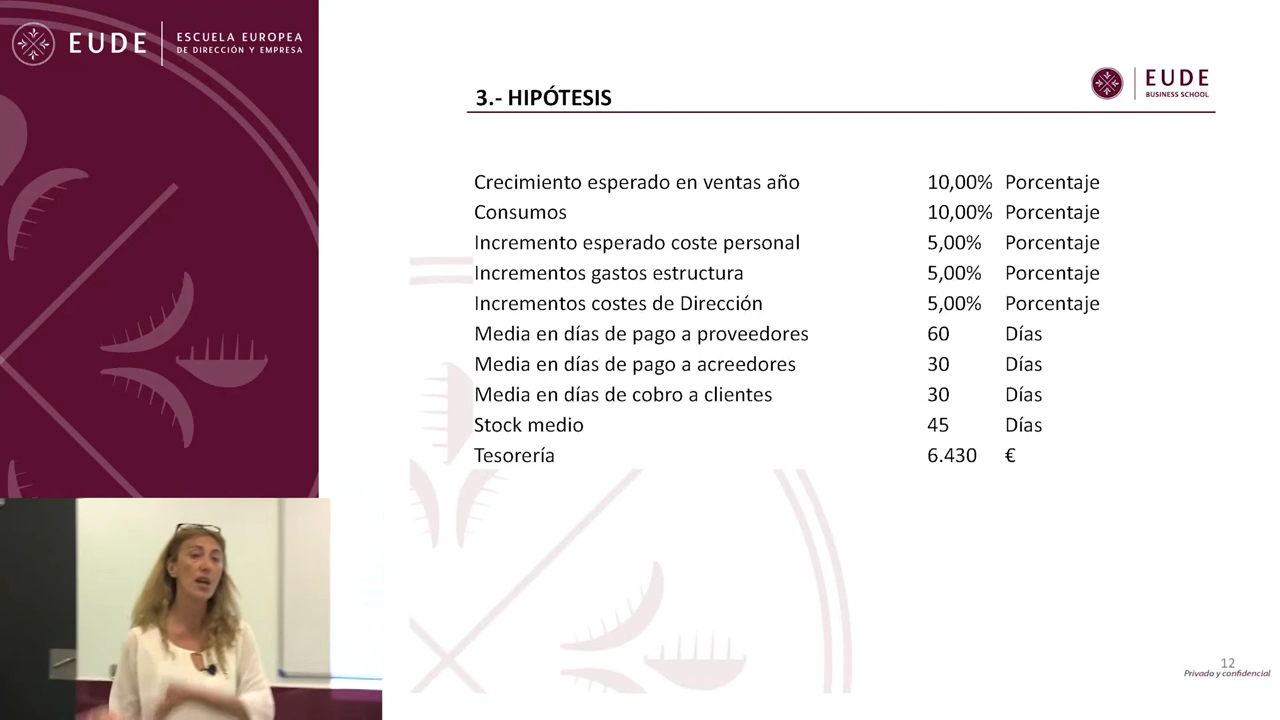 EUDE
ESCUELA EUROPEA
DE DIRECCIÓN Y EMPRESA
EUDE
BUSINESS SCHOOL
3.- HIPÓTESIS
Crecimiento esperado en ventas año 10,00% Porcentaje
Consumos 10,00% Porcentaje
Incremento esperado coste personal 5,00% Porcentaje
Incrementos gastos estructura 5,00% Porcentaje
Incrementos costes de Dirección 5,00% Porcentaje
Media en días de pago a proveedores 60 Días
Media en días de pago a acreedores 30 Días
Media en días de cobro a clientes 30 Días
Stock medio 45 Días
Tesorería 6.430 €
12
Privado y confidencial